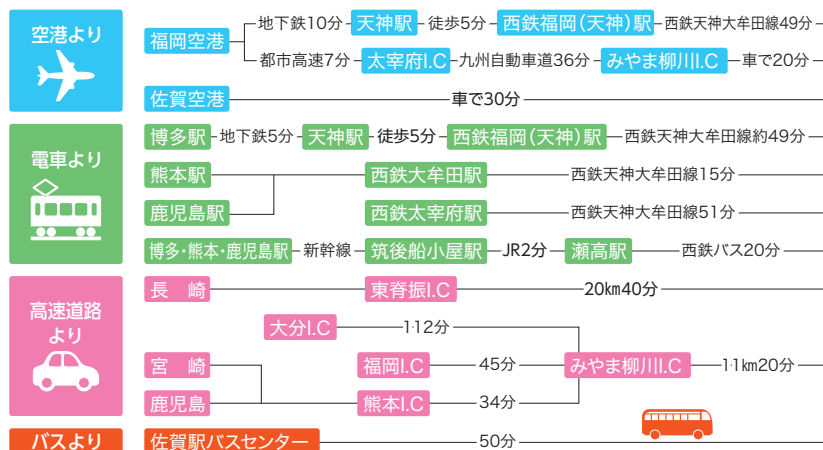 空港より
福岡空港 地下鉄10分 天神駅 徒歩5分 西鉄福岡(天神)駅 西鉄天神大牟田線49分
都市高速7分 太宰府I.C 九州自動車道36分 みやま柳川I.C 車で20分
佐賀空港 車で30分
電車より
博多駅 地下鉄5分 天神駅 徒歩5分 西鉄福岡(天神)駅 西鉄天神大牟田線約49分
熊本駅 西鉄大牟田駅 西鉄天神大牟田線15分
鹿児島駅 西鉄太宰府駅 西鉄天神大牟田線51分
博多・熊本・鹿児島駅 新幹線 筑後船小屋駅 JR2分 瀬高駅 西鉄バス20分
高速道路
より
長崎 東脊振I.C 20km40分
大分I.C 112分
宮崎 福岡I.C 45分 みやま柳川I.C 11km20分
鹿児島 熊本I.C 34分
バスより
佐賀駅バスセンター 50分